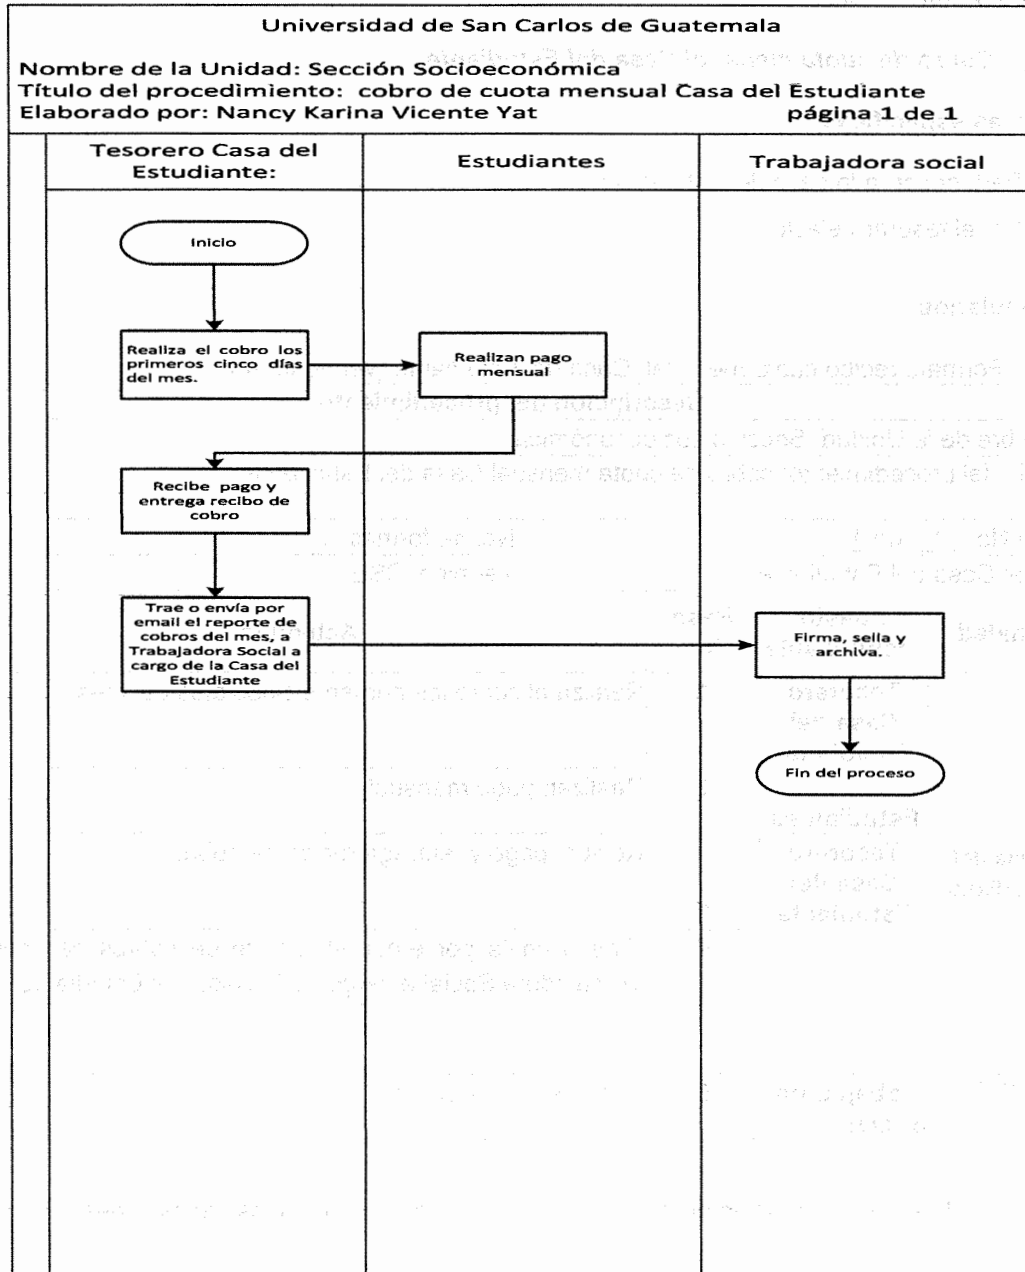 Universidad de San Carlos de Guatemala
Nombre de la Unidad: Sección Socioeconómica
Título del procedimiento: cobro de cuota mensual Casa del Estudiante
Elaborado por: Nancy Karina Vicente Yat página 1 de 1
Tesorero Casa del
Estudiante:
Estudiantes
Trabajadora social
Inicio
Realiza el cobro los
primeros cinco días
del mes.
Realizan pago
mensual
Recibe pago y
entrega recibo de
cobro
Trae o envía por
email el reporte de
cobros del mes, a
Trabajadora Social a
cargo de la Casa del
Estudiante
Firma, sella y
archiva.
Fin del proceso